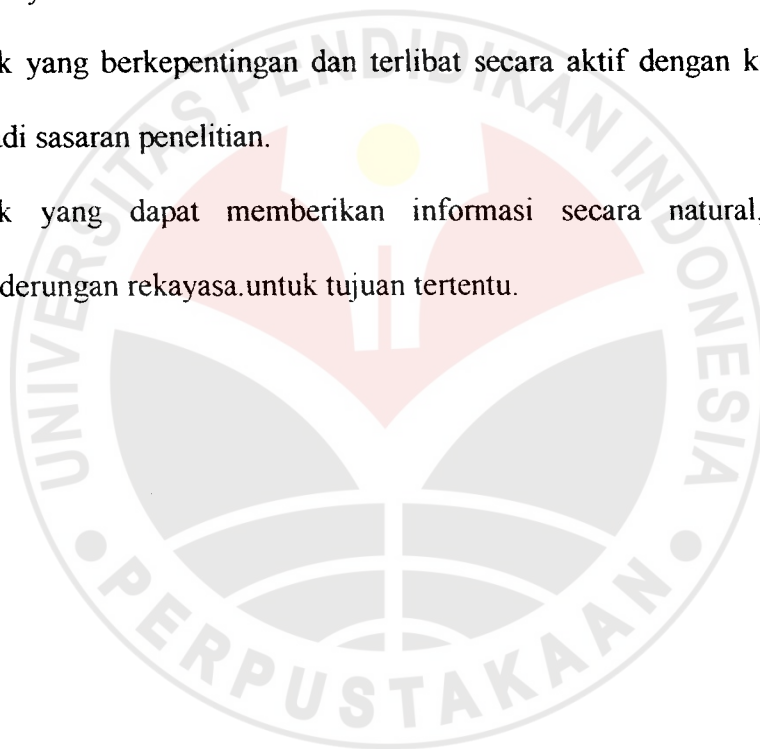 k yang berkepentingan dan terlibat secara aktif dengan k
adi sasaran penelitian.
k yang dapat memberikan informasi secara natural,
derungan rekayasa.untuk tujuan tertentu.
UNIVERSITAS PENDIDIKAN INDONESIA
PERPUSTAKAAN